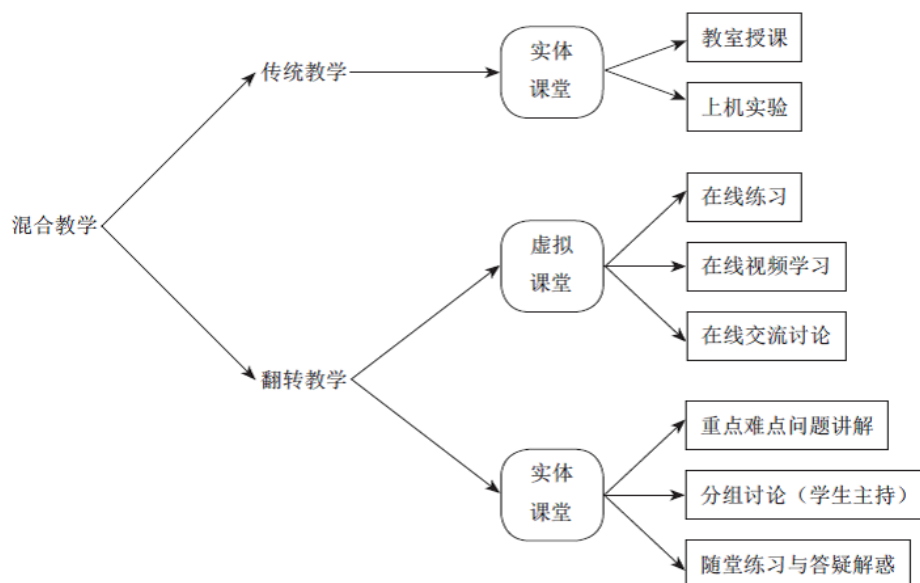 混合教学
传统教学
实体
课堂
教室授课
上机实验
翻转教学
虚拟
课堂
在线练习
在线视频学习
在线交流讨论
实体
课堂
重点难点问题讲解
分组讨论（学生主持）
随堂练习与答疑解惑